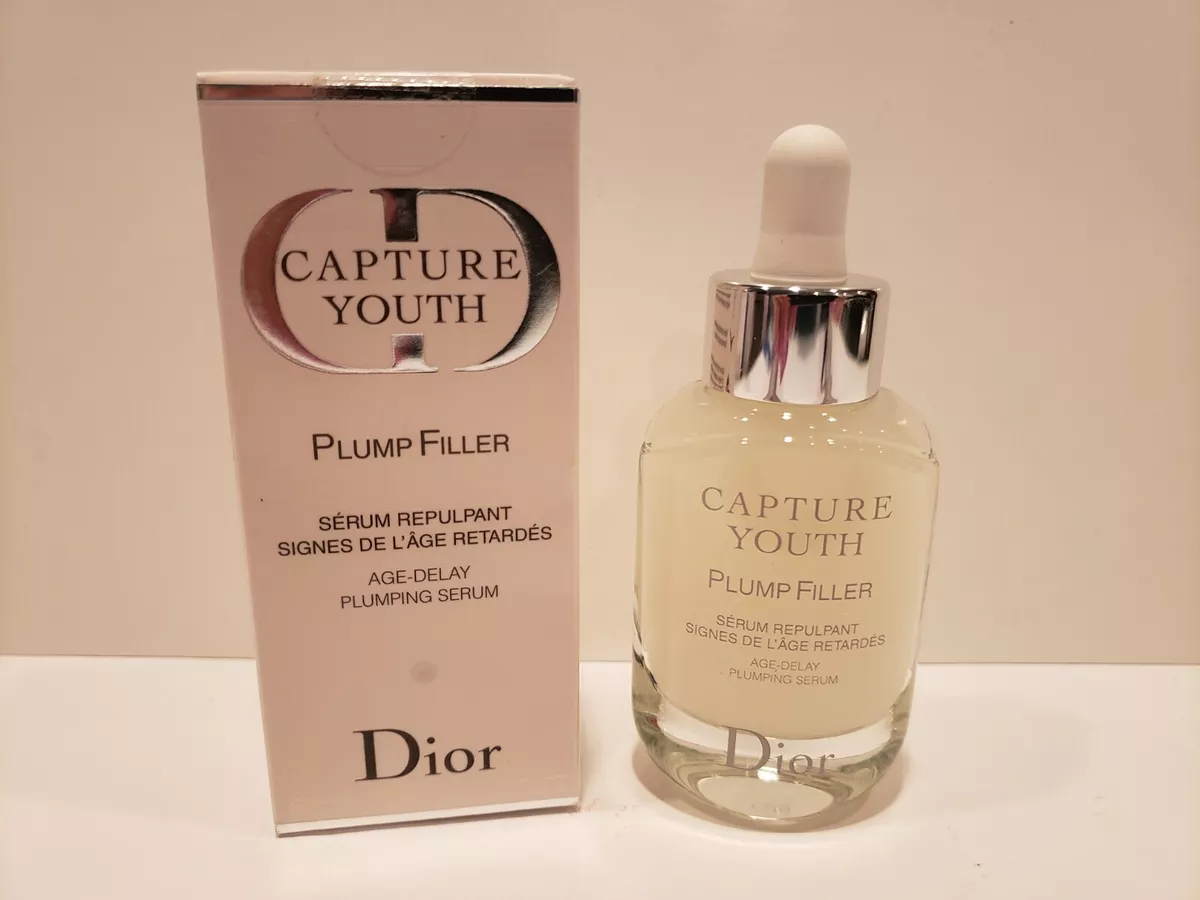 CAPTURE
YOUTH
PLUMP FILLER
SÉRUM REPULPANT
SIGNES DE L'ÂGE RETARDÉS
AGE-DELAY
PLUMPING SERUM
Dior
CAPTURE
YOUTH
PLUMP FILLER
SÉRUM REPULPANT
SIGNES DE L'ÂGE RETARDÉS
AGE-DELAY
PLUMPING SERUM
Dior